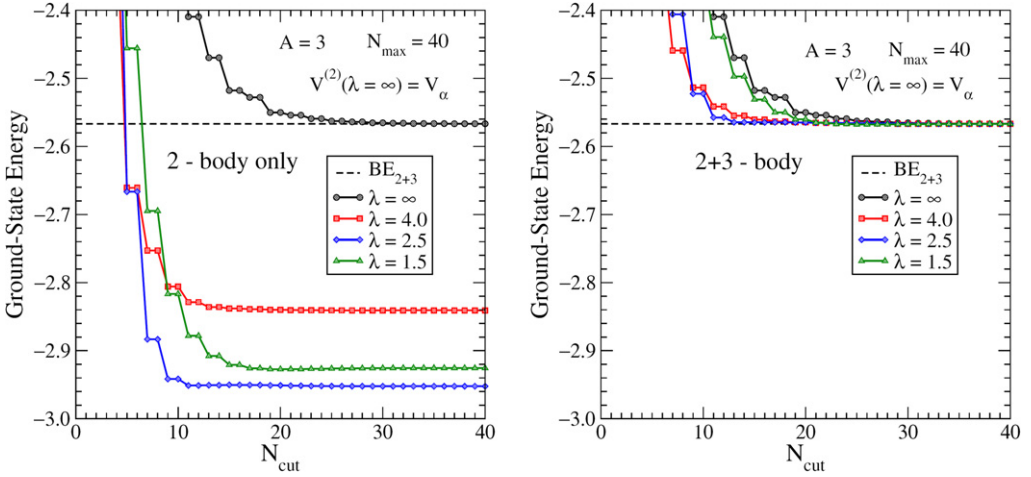 −2.4
−2.5
−2.6
−2.7
−2.8
−2.9
−3.0
Ground-State Energy
A = 3 N_max = 40
V^(2)(λ = ∞) = V_α
2 - body only
BE_2+3
λ = ∞
λ = 4.0
λ = 2.5
λ = 1.5
0 10 20 30 40
N_cut
−2.4
−2.5
−2.6
−2.7
−2.8
−2.9
−3.0
Ground-State Energy
A = 3 N_max = 40
V^(2)(λ = ∞) = V_α
2+3 - body
BE_2+3
λ = ∞
λ = 4.0
λ = 2.5
λ = 1.5
0 10 20 30 40
N_cut